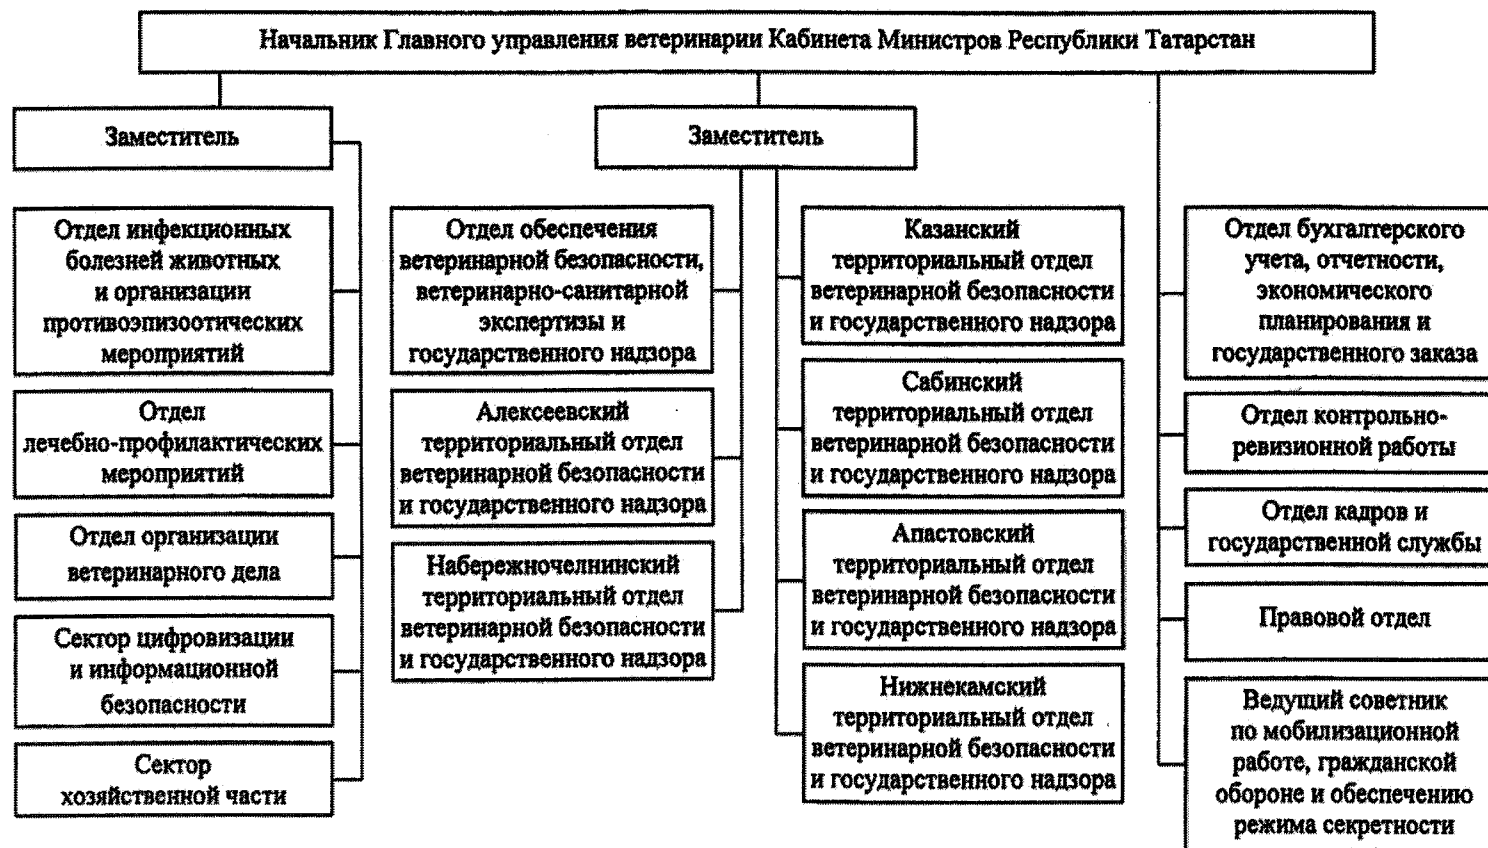 Начальник Главного управления ветеринарии Кабинета Министров Республики Татарстан
Заместитель
Заместитель
Отдел инфекционных
болезней животных
и организации
противоэпизоотических
мероприятий
Отдел
лечебно-профилактических
мероприятий
Отдел организации
ветеринарного дела
Сектор цифровизации
и информационной
безопасности
Сектор
хозяйственной части
Отдел обеспечения
ветеринарной безопасности,
ветеринарно-санитарной
экспертизы и
государственного надзора
Алексеевский
территориальный отдел
ветеринарной безопасности
и государственного надзора
Набережночелнинский
территориальный отдел
ветеринарной безопасности
и государственного надзора
Казанский
территориальный отдел
ветеринарной безопасности
и государственного надзора
Сабинский
территориальный отдел
ветеринарной безопасности
и государственного надзора
Апастовский
территориальный отдел
ветеринарной безопасности
и государственного надзора
Нижнекамский
территориальный отдел
ветеринарной безопасности
и государственного надзора
Отдел бухгалтерского
учета, отчетности,
экономического
планирования и
государственного заказа
Отдел контрольно-
ревизионной работы
Отдел кадров и
государственной службы
Правовой отдел
Ведущий советник
по мобилизационной
работе, гражданской
обороне и обеспечению
режима секретности